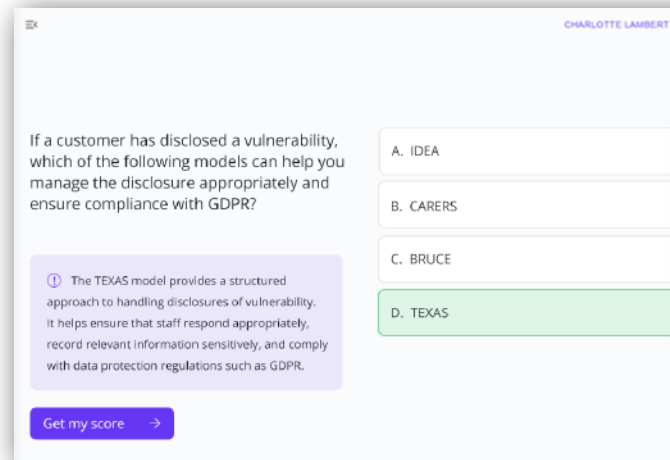 CHARLOTTE LAMBERT
If a customer has disclosed a vulnerability,
which of the following models can help you
manage the disclosure appropriately and
ensure compliance with GDPR?
The TEXAS model provides a structured
approach to handling disclosures of vulnerability.
It helps ensure that staff respond appropriately,
record relevant information sensitively, and comply
with data protection regulations such as GDPR.
Get my score
A. IDEA
B. CARERS
C. BRUCE
D. TEXAS